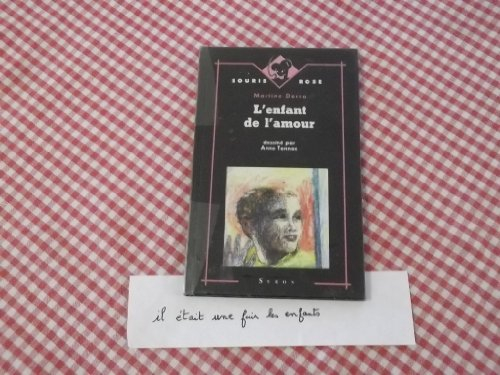 SOURIS ROSE
Martine Dorra
L'enfant
de l'amour
dessiné par
Anne Tonnac
SYROS
il était une fois les enfants